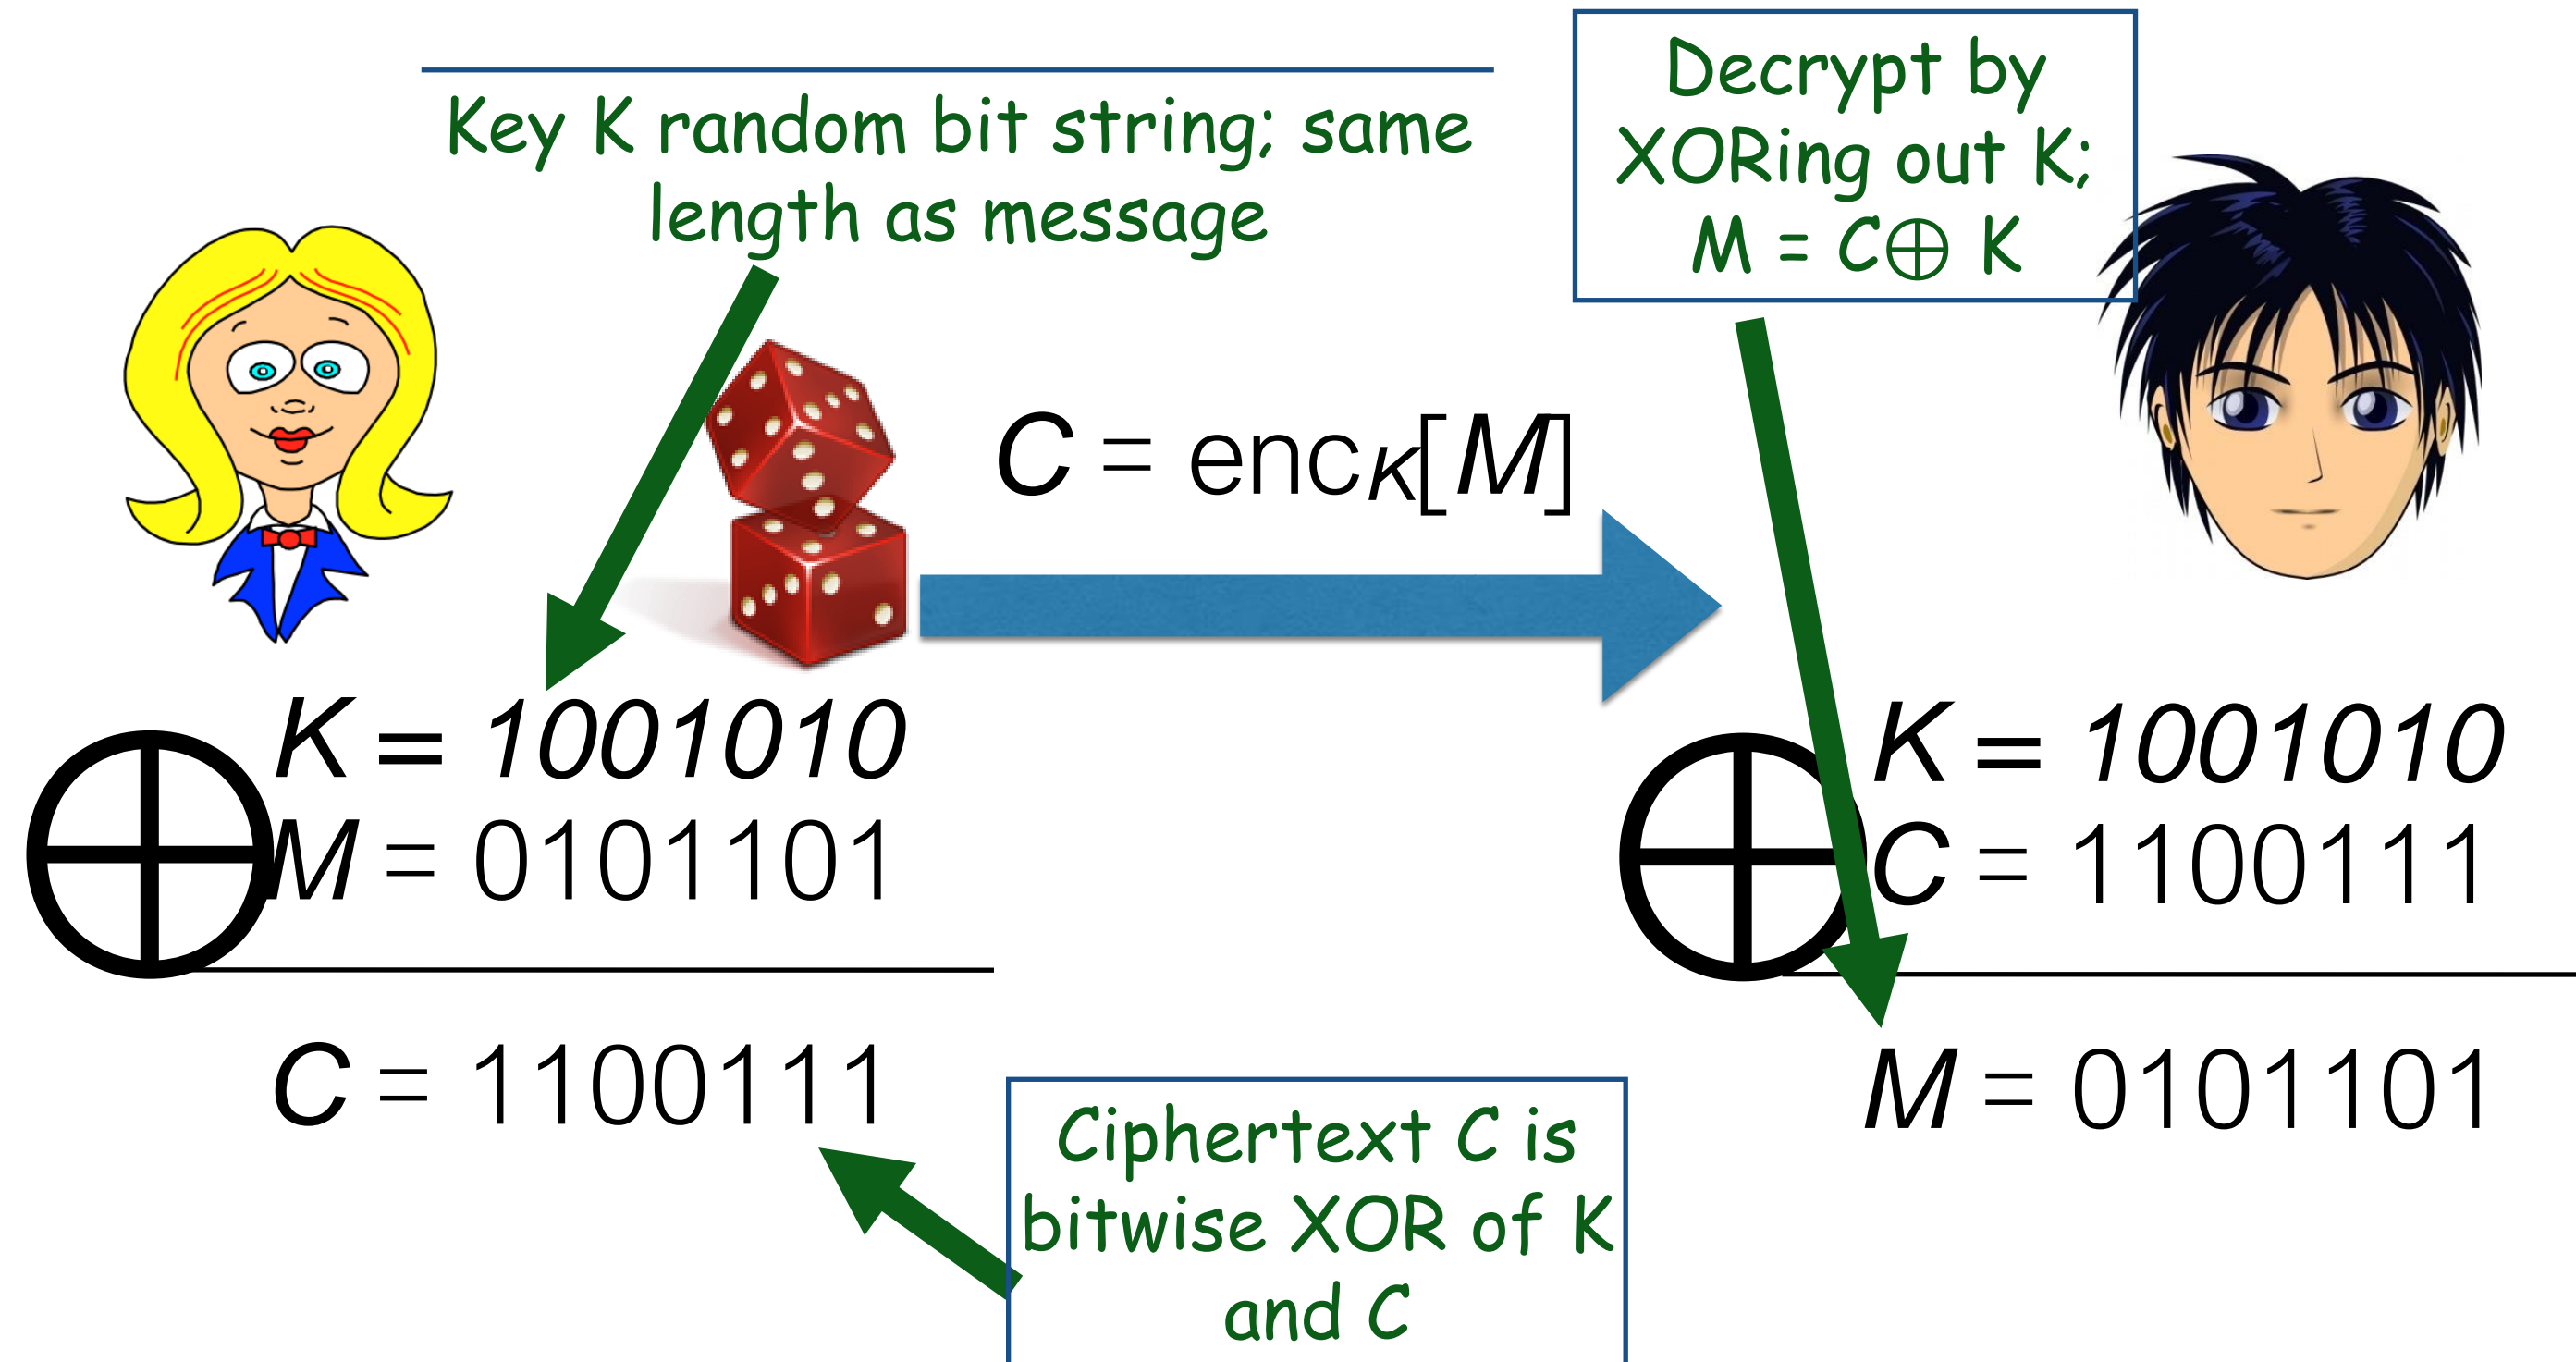 Key K random bit string; same
length as message
Decrypt by
XORing out K;
M = C⊕ K
C = encK[M]
K = 1001010
M = 0101101
C = 1100111
K = 1001010
C = 1100111
M = 0101101
Ciphertext C is
bitwise XOR of K
and C